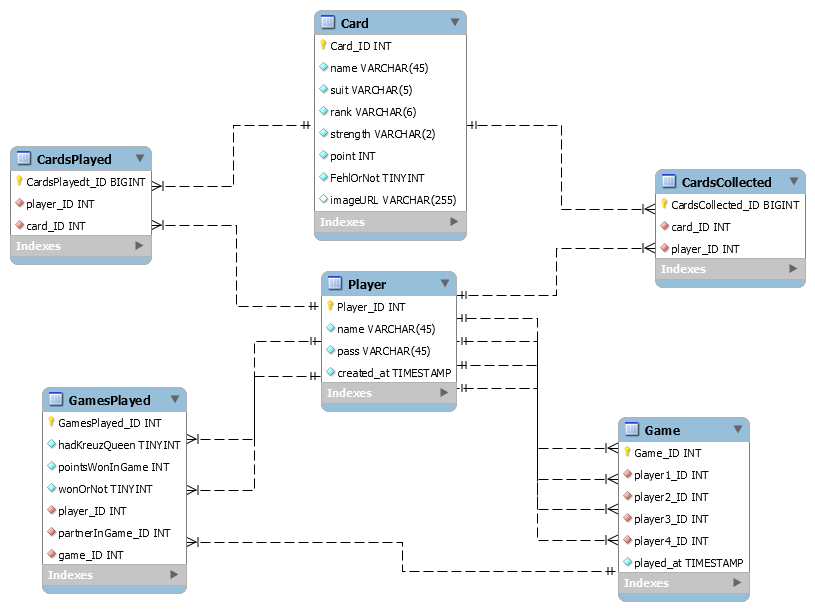 Card
Card_ID INT
name VARCHAR(45)
suit VARCHAR(5)
rank VARCHAR(6)
strength VARCHAR(2)
point INT
FehlOrNot TINYINT
imageURL VARCHAR(255)
Indexes
CardsPlayed
CardsPlayedt_ID BIGINT
player_ID INT
card_ID INT
Indexes
CardsCollected
CardsCollected_ID BIGINT
card_ID INT
player_ID INT
Indexes
Player
Player_ID INT
name VARCHAR(45)
pass VARCHAR(45)
created_at TIMESTAMP
Indexes
GamesPlayed
GamesPlayed_ID INT
hadKreuzQueen TINYINT
pointsWonInGame INT
wonOrNot TINYINT
player_ID INT
partnerInGame_ID INT
game_ID INT
Indexes
Game
Game_ID INT
player1_ID INT
player2_ID INT
player3_ID INT
player4_ID INT
played_at TIMESTAMP
Indexes